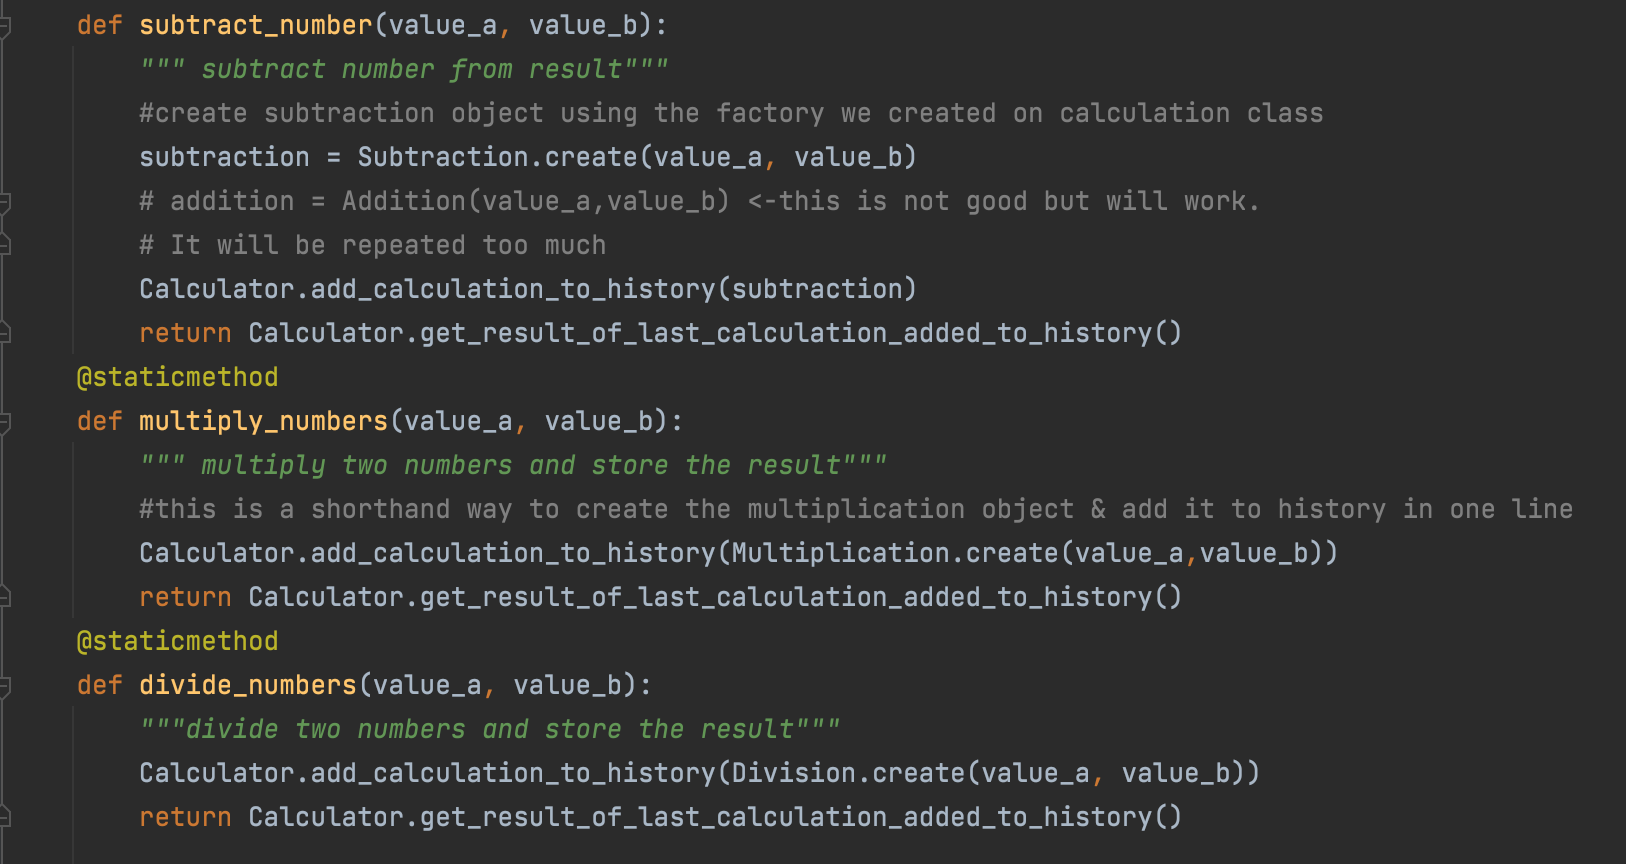 def subtract_number(value_a, value_b):
""" subtract number from result"""
#create subtraction object using the factory we created on calculation class
subtraction = Subtraction.create(value_a, value_b)
# addition = Addition(value_a,value_b) <-this is not good but will work.
# It will be repeated too much
Calculator.add_calculation_to_history(subtraction)
return Calculator.get_result_of_last_calculation_added_to_history()
@staticmethod
def multiply_numbers(value_a, value_b):
""" multiply two numbers and store the result"""
#this is a shorthand way to create the multiplication object & add it to history in one line
Calculator.add_calculation_to_history(Multiplication.create(value_a,value_b))
return Calculator.get_result_of_last_calculation_added_to_history()
@staticmethod
def divide_numbers(value_a, value_b):
"""divide two numbers and store the result"""
Calculator.add_calculation_to_history(Division.create(value_a, value_b))
return Calculator.get_result_of_last_calculation_added_to_history()